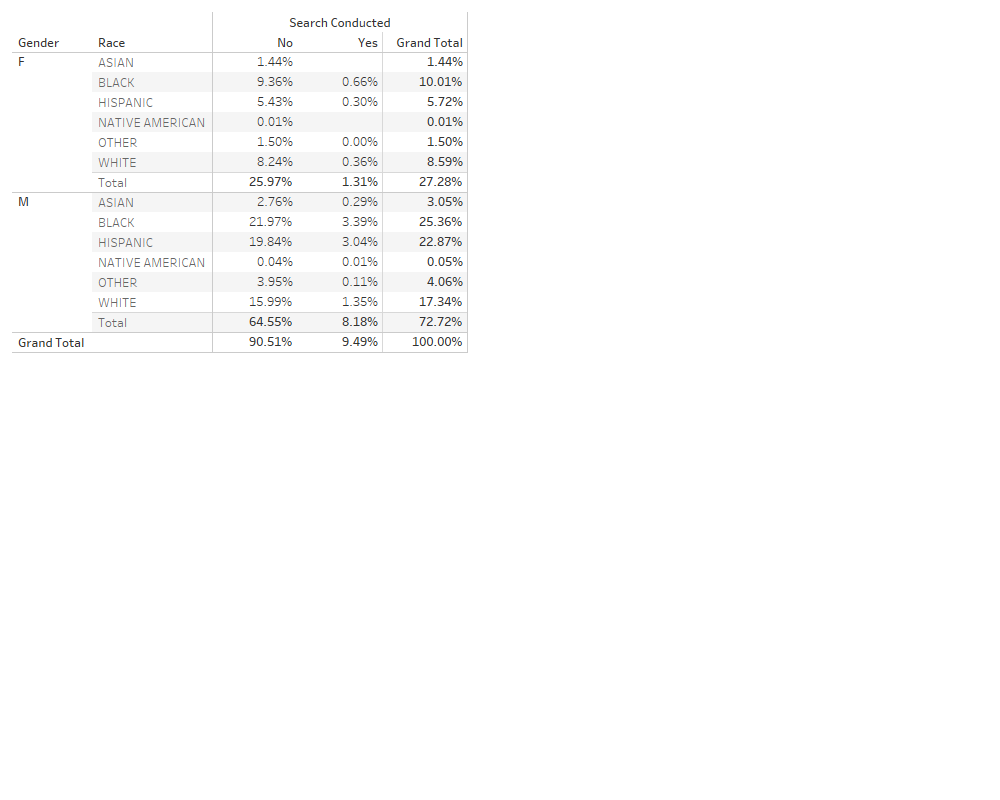 Search Conducted
Gender Race No Yes Grand Total
F ASIAN 1.44% 1.44%
BLACK 9.36% 0.66% 10.01%
HISPANIC 5.43% 0.30% 5.72%
NATIVE AMERICAN 0.01% 0.01%
OTHER 1.50% 0.00% 1.50%
WHITE 8.24% 0.36% 8.59%
Total 25.97% 1.31% 27.28%
M ASIAN 2.76% 0.29% 3.05%
BLACK 21.97% 3.39% 25.36%
HISPANIC 19.84% 3.04% 22.87%
NATIVE AMERICAN 0.04% 0.01% 0.05%
OTHER 3.95% 0.11% 4.06%
WHITE 15.99% 1.35% 17.34%
Total 64.55% 8.18% 72.72%
Grand Total 90.51% 9.49% 100.00%